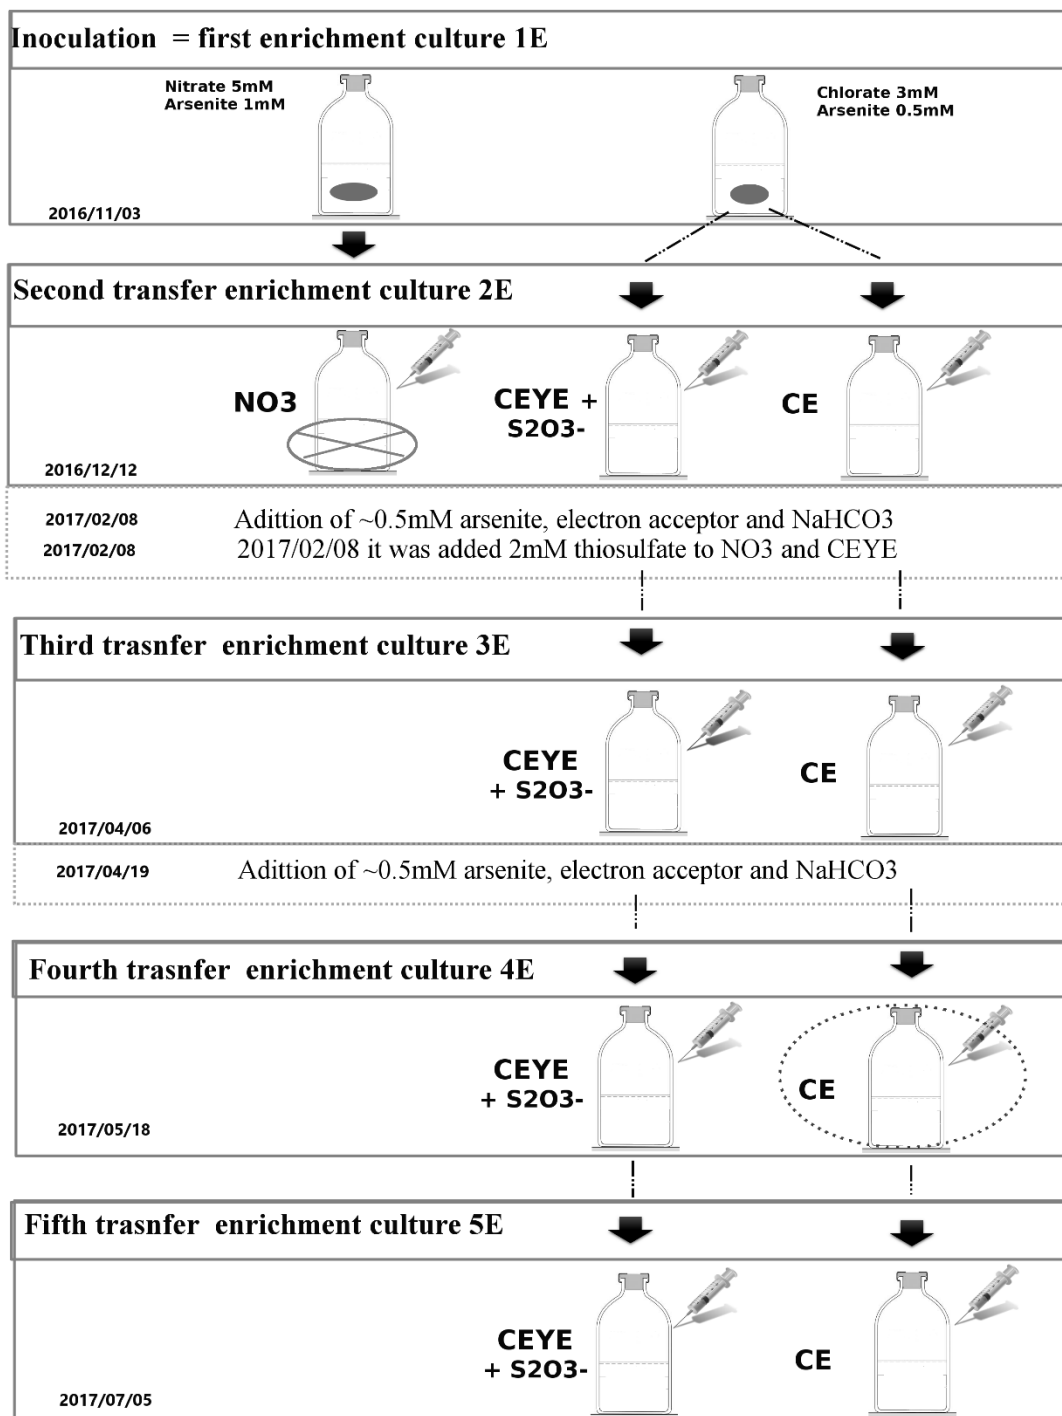 Inoculation = first enrichment culture 1E
Nitrate 5mM
Arsenite 1mM
Chlorate 3mM
Arsenite 0.5mM
2016/11/03
Second transfer enrichment culture 2E
NO3
CEYE +
S2O3-
CE
2016/12/12
2017/02/08 Adittion of ~0.5mM arsenite, electron acceptor and NaHCO3
2017/02/08 2017/02/08 it was added 2mM thiosulfate to NO3 and CEYE
Third trasnfer enrichment culture 3E
CEYE
+ S2O3-
CE
2017/04/06
2017/04/19 Adittion of ~0.5mM arsenite, electron acceptor and NaHCO3
Fourth trasnfer enrichment culture 4E
CEYE
+ S2O3-
CE
2017/05/18
Fifth trasnfer enrichment culture 5E
CEYE
+ S2O3-
CE
2017/07/05